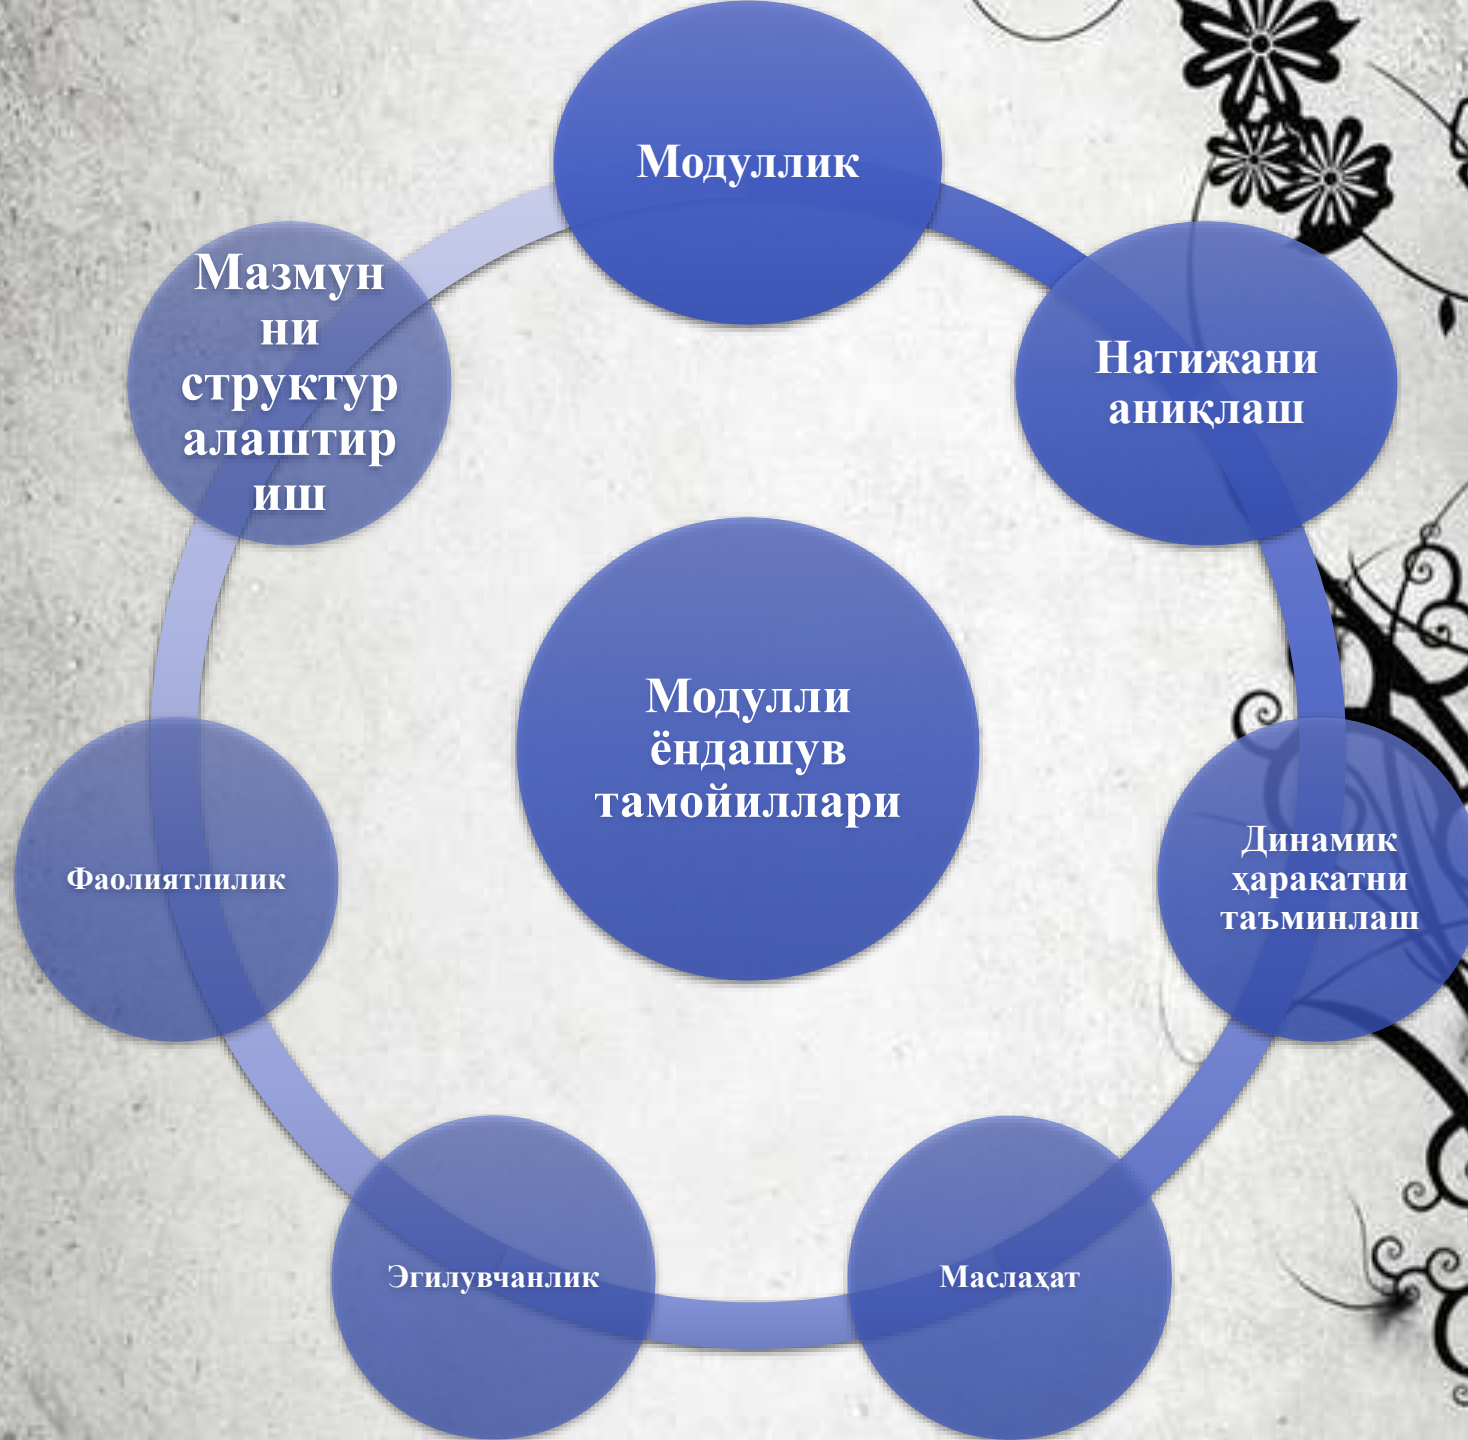 Модуллик
Натижани
аниқлаш
Динамик
ҳаракатни
таъминлаш
Маслаҳат
Эгилувчанлик
Фаолиятлилик
Мазмун
ни
структур
алаштир
иш
Модулли
ёндашув
тамойиллари